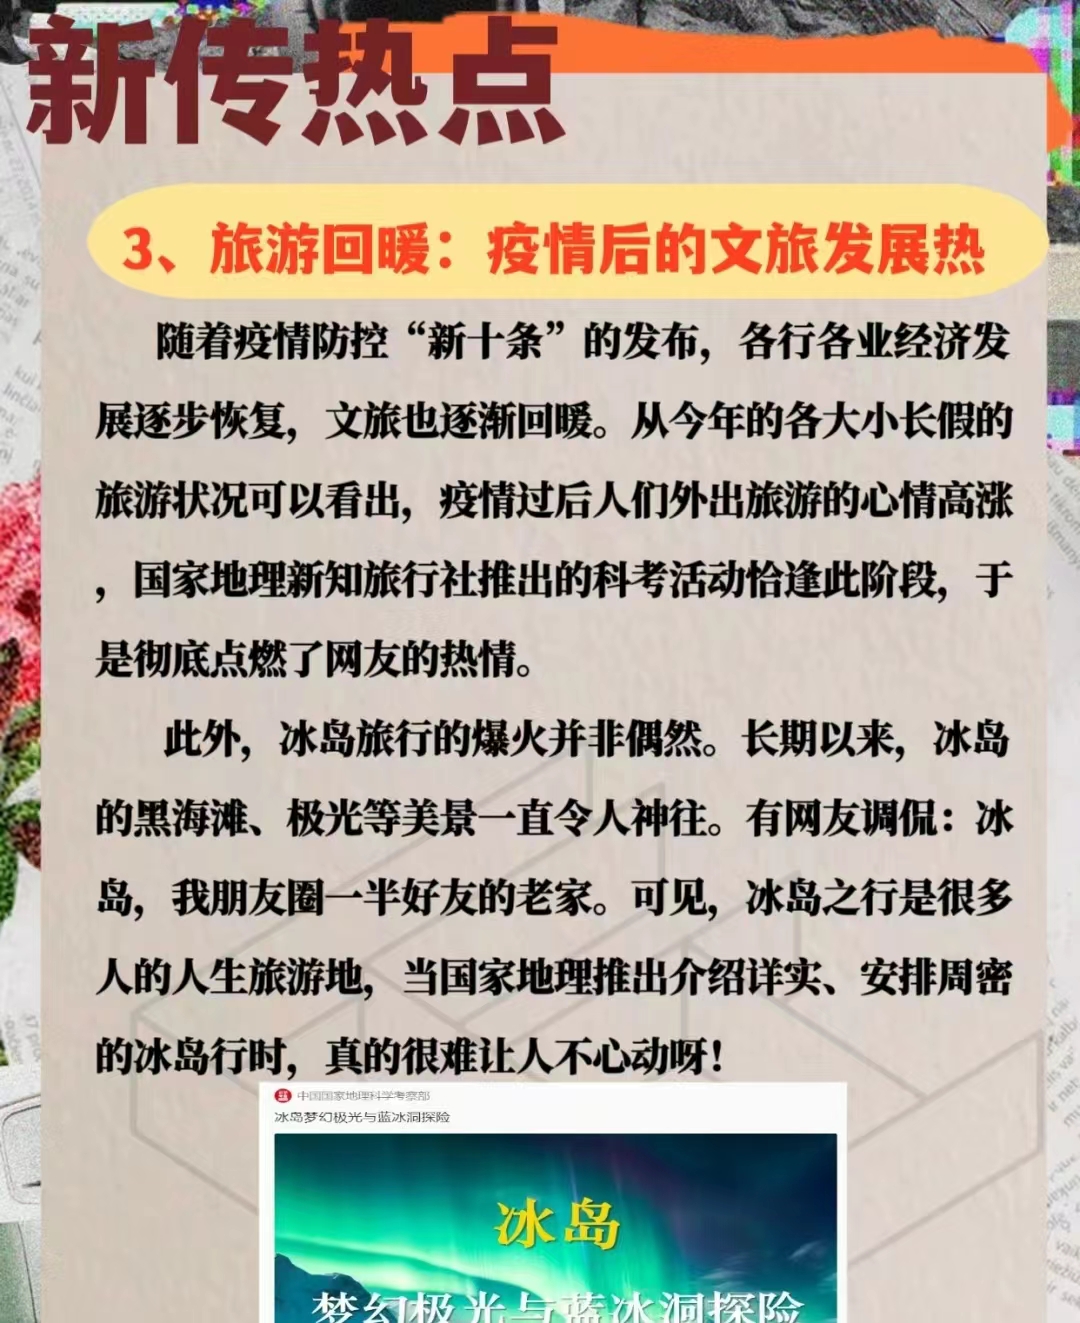 新传热点
3、旅游回暖：疫情后的文旅发展热
随着疫情防控“新十条”的发布，各行各业经济发
展逐步恢复，文旅也逐渐回暖。从今年的各大小长假的
旅游状况可以看出，疫情过后人们外出旅游的心情高涨
，国家地理新知旅行社推出的科考活动恰逢此阶段，于
是彻底点燃了网友的热情。
此外，冰岛旅行的爆火并非偶然。长期以来，冰岛
的黑海滩、极光等美景一直令人神往。有网友调侃：冰
岛，我朋友圈一半好友的老家。可见，冰岛之行是很多
人的人生旅游地，当国家地理推出介绍详实、安排周密
的冰岛行时，真的很难让人不心动呀！
中国国家地理科学考察部
冰岛梦幻极光与蓝冰洞探险
冰岛
梦幻极光与蓝冰洞探险